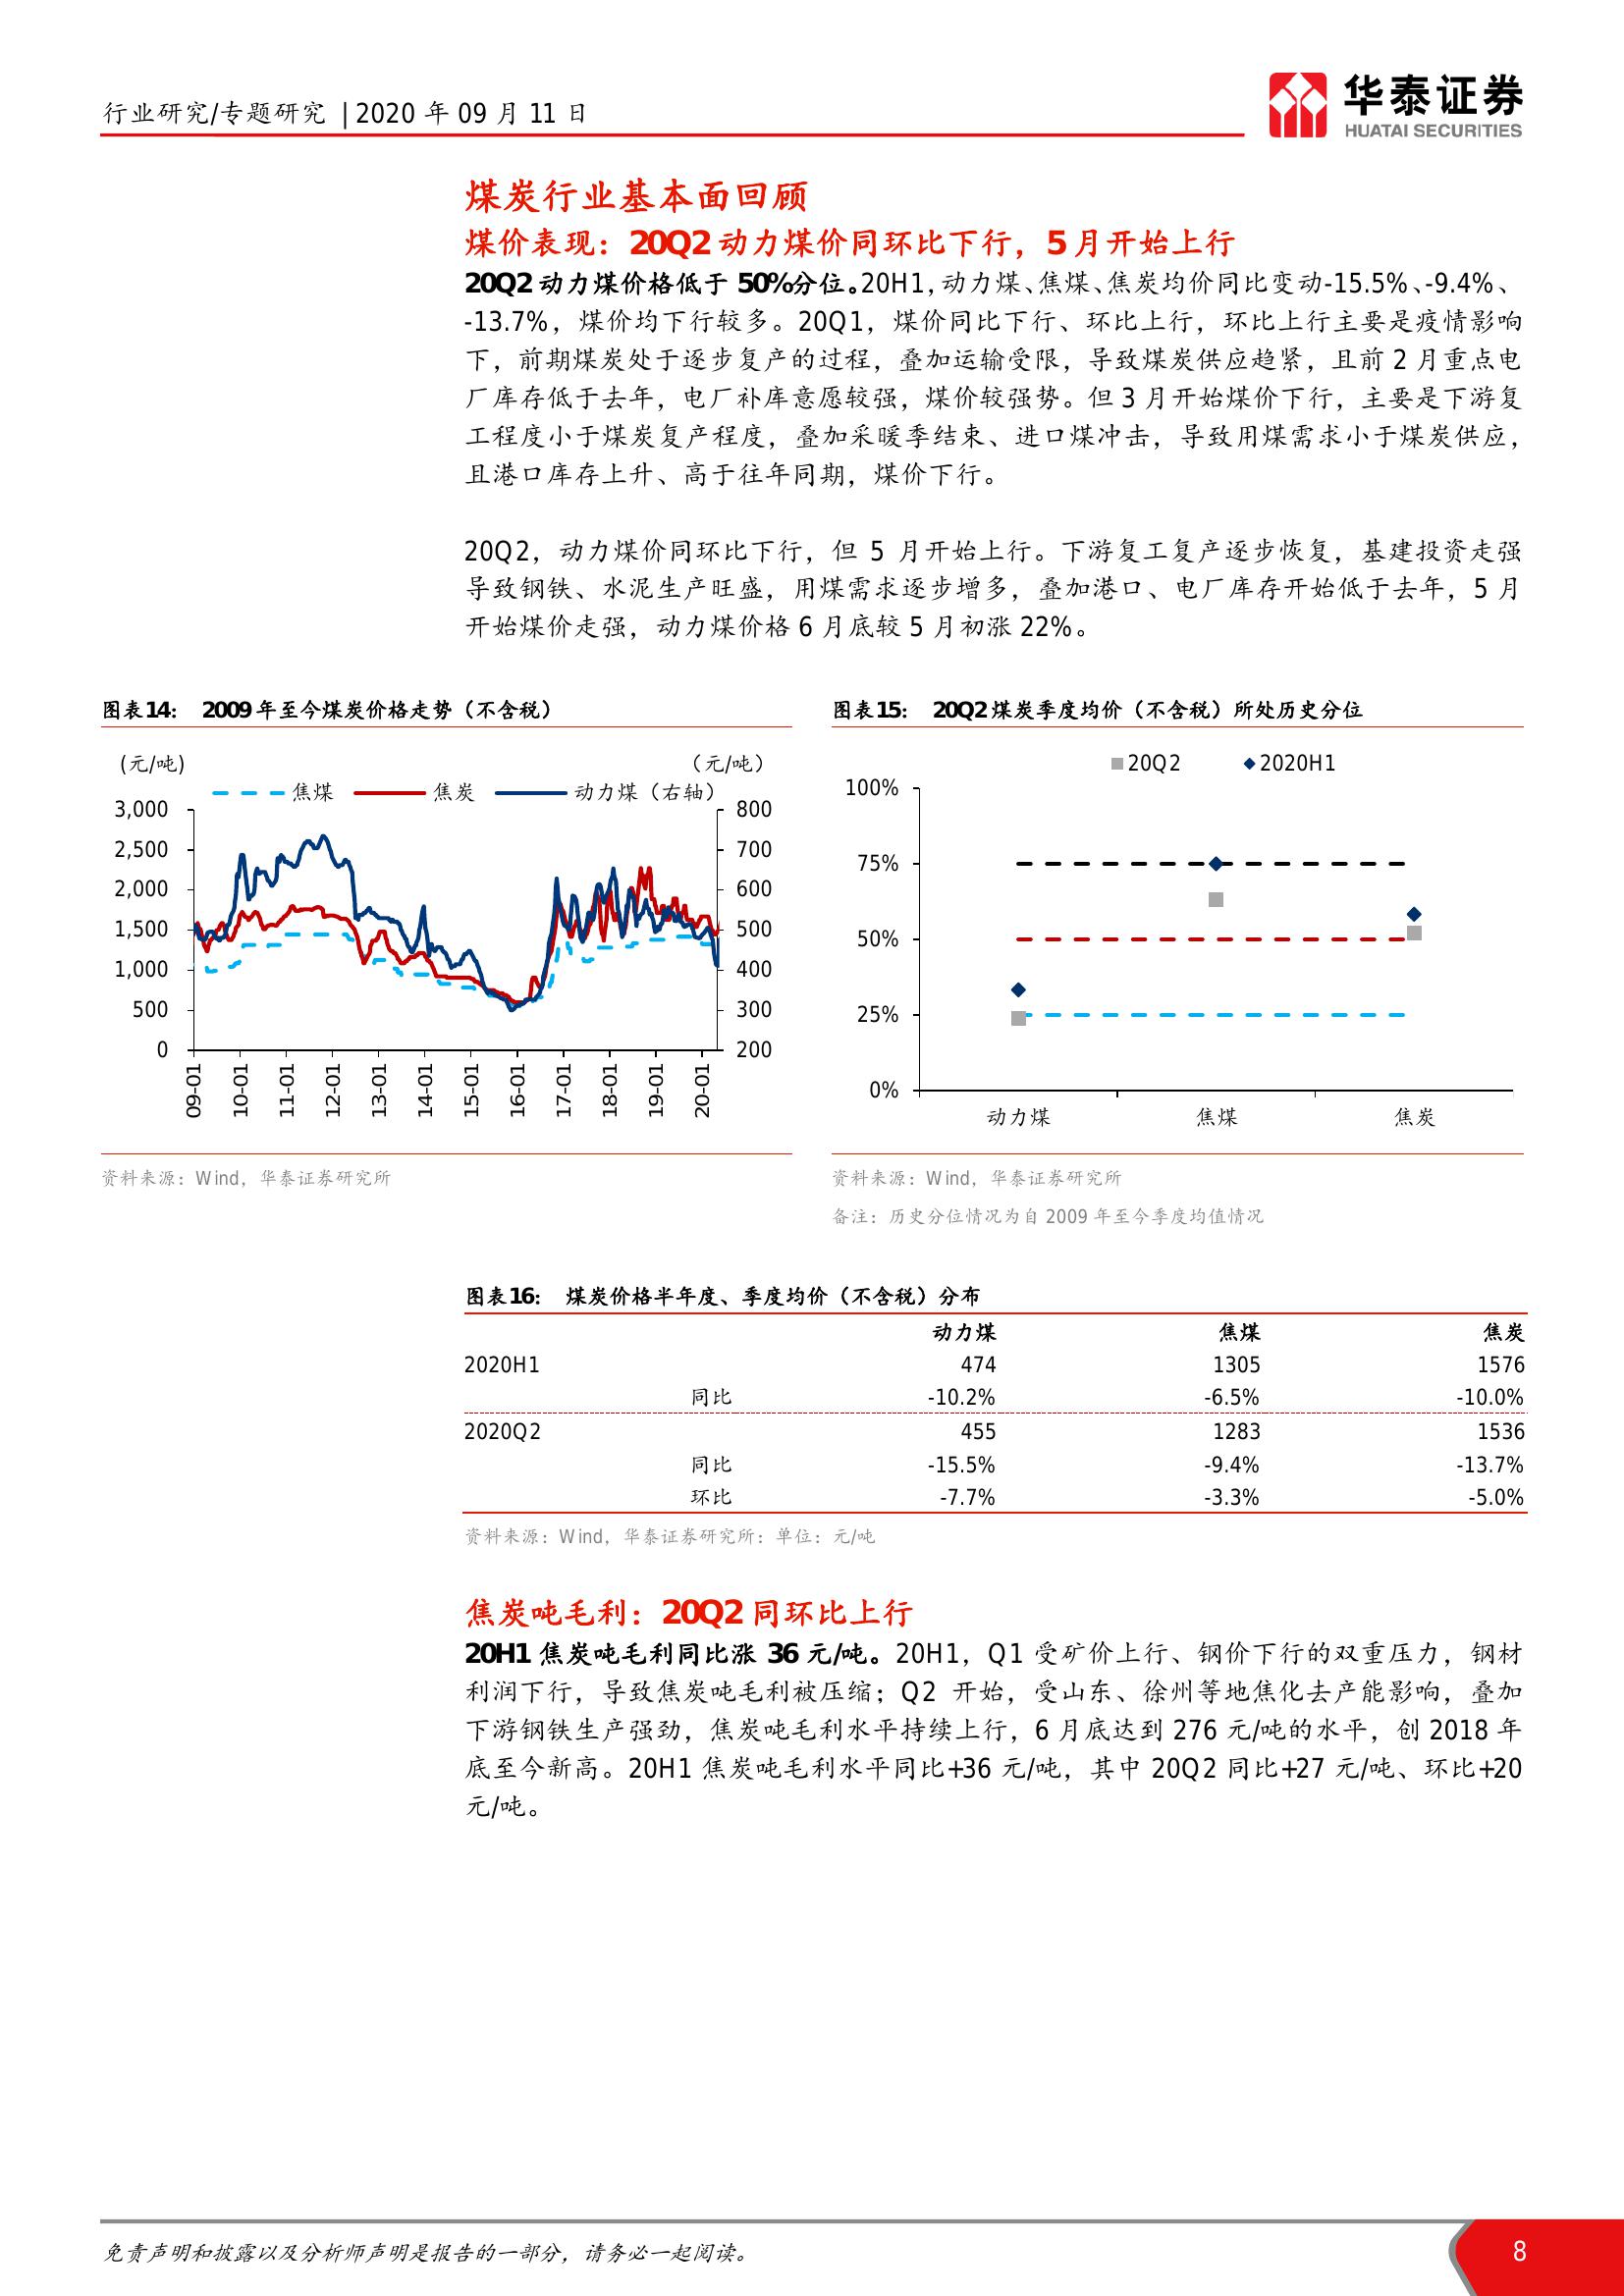 行业研究/专题研究 | 2020 年 09 月 11 日
华泰证券
HUATAI SECURITIES
煤炭行业基本面回顾
煤价表现：20Q2 动力煤价同环比下行，5 月开始上行
20Q2 动力煤价格低于 50%分位。20H1，动力煤、焦煤、焦炭均价同比变动-15.5%、-9.4%、
-13.7%，煤价均下行较多。20Q1，煤价同比下行、环比上行，环比上行主要是疫情影响
下，前期煤炭处于逐步复产的过程，叠加运输受限，导致煤炭供应趋紧，且前 2 月重点电
厂库存低于去年，电厂补库意愿较强，煤价较强势。但 3 月开始煤价下行，主要是下游复
工程度小于煤炭复产程度，叠加采暖季结束、进口煤冲击，导致用煤需求小于煤炭供应，
且港口库存上升、高于往年同期，煤价下行。
20Q2，动力煤价同环比下行，但 5 月开始上行。下游复工复产逐步恢复，基建投资走强
导致钢铁、水泥生产旺盛，用煤需求逐步增多，叠加港口、电厂库存开始低于去年，5 月
开始煤价走强，动力煤价格 6 月底较 5 月初涨 22%。
图表14： 2009 年至今煤炭价格走势（不含税）
(元/吨) （元/吨）
焦煤 焦炭 动力煤（右轴）
3,000 800
2,500 700
2,000 600
1,500 500
1,000 400
500 300
0 200
09-01 10-01 11-01 12-01 13-01 14-01 15-01 16-01 17-01 18-01 19-01 20-01
资料来源：Wind，华泰证券研究所
图表15： 20Q2 煤炭季度均价（不含税）所处历史分位
20Q2 2020H1
100%
75%
50%
25%
0%
动力煤 焦煤 焦炭
资料来源：Wind，华泰证券研究所
备注：历史分位情况为自 2009 年至今季度均值情况
图表16： 煤炭价格半年度、季度均价（不含税）分布
动力煤 焦煤 焦炭
2020H1 474 1305 1576
同比 -10.2% -6.5% -10.0%
2020Q2 455 1283 1536
同比 -15.5% -9.4% -13.7%
环比 -7.7% -3.3% -5.0%
资料来源：Wind，华泰证券研究所：单位：元/吨
焦炭吨毛利：20Q2 同环比上行
20H1 焦炭吨毛利同比涨 36 元/吨。20H1，Q1 受矿价上行、钢价下行的双重压力，钢材
利润下行，导致焦炭吨毛利被压缩；Q2 开始，受山东、徐州等地焦化去产能影响，叠加
下游钢铁生产强劲，焦炭吨毛利水平持续上行，6 月底达到 276 元/吨的水平，创 2018 年
底至今新高。20H1 焦炭吨毛利水平同比+36 元/吨，其中 20Q2 同比+27 元/吨、环比+20
元/吨。
免责声明和披露以及分析师声明是报告的一部分，请务必一起阅读。
8